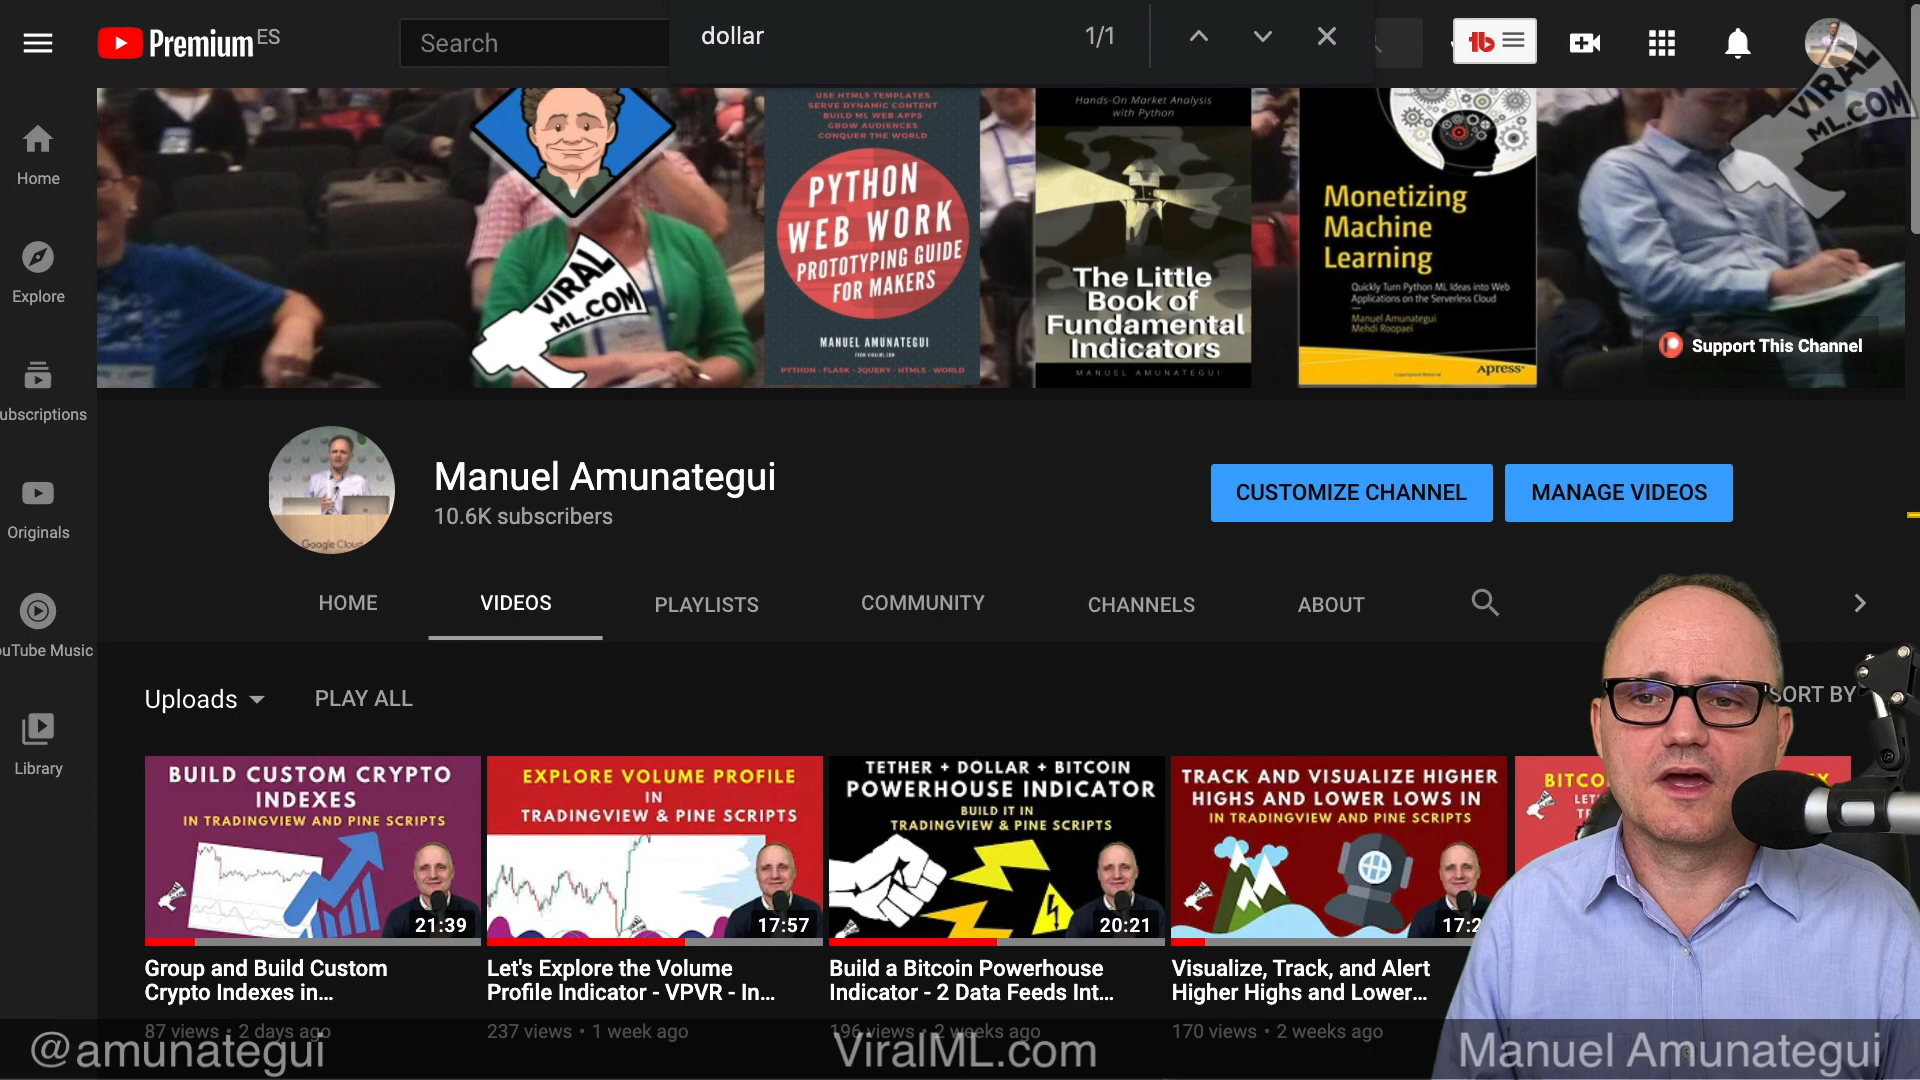 Premium ES
Search
dollar
1/1
Home
Explore
ubscriptions
Originals
ouTube Music
Library
USE HTML5 TEMPLATES
SERVE DYNAMIC CONTENT
BUILD ML WEB APPS
GROW AUDIENCES
CONQUER THE WORLD
PYTHON
WEB WORK
PROTOTYPING GUIDE
FOR MAKERS
MANUEL AMUNATEGUI
FROM VIRALML.COM
PYTHON - FLASK - JQUERY - HTML5 - WORLD
VIRAL
ML.COM
Hands-On Market Analysis
with Python
The Little
Book of
Fundamental
Indicators
MANUEL AMUNATEGUI
Monetizing
Machine
Learning
Quickly Turn Python ML Ideas into Web
Applications on the Serverless Cloud
Manuel Amunategui
Mehdi Roopaei
Apress
VIRAL
ML.COM
Support This Channel
Google Cloud
Manuel Amunategui
10.6K subscribers
CUSTOMIZE CHANNEL
MANAGE VIDEOS
HOME
VIDEOS
PLAYLISTS
COMMUNITY
CHANNELS
ABOUT
Uploads
PLAY ALL
SORT BY
BUILD CUSTOM CRYPTO
INDEXES
IN TRADINGVIEW AND PINE SCRIPTS
21:39
Group and Build Custom
Crypto Indexes in...
87 views • 2 days ago
EXPLORE VOLUME PROFILE
IN
TRADINGVIEW & PINE SCRIPTS
17:57
Let's Explore the Volume
Profile Indicator - VPVR - In...
237 views • 1 week ago
TETHER + DOLLAR + BITCOIN
POWERHOUSE INDICATOR
BUILD IT IN
TRADINGVIEW & PINE SCRIPTS
20:21
Build a Bitcoin Powerhouse
Indicator - 2 Data Feeds Int...
196 views • 2 weeks ago
TRACK AND VISUALIZE HIGHER
HIGHS AND LOWER LOWS IN
IN TRADINGVIEW AND PINE SCRIPTS
17:2
Visualize, Track, and Alert
Higher Highs and Lower...
170 views • 2 weeks ago
BITCO
LET
TR
EX
@amunategui
ViralML.com
Manuel Amunategui